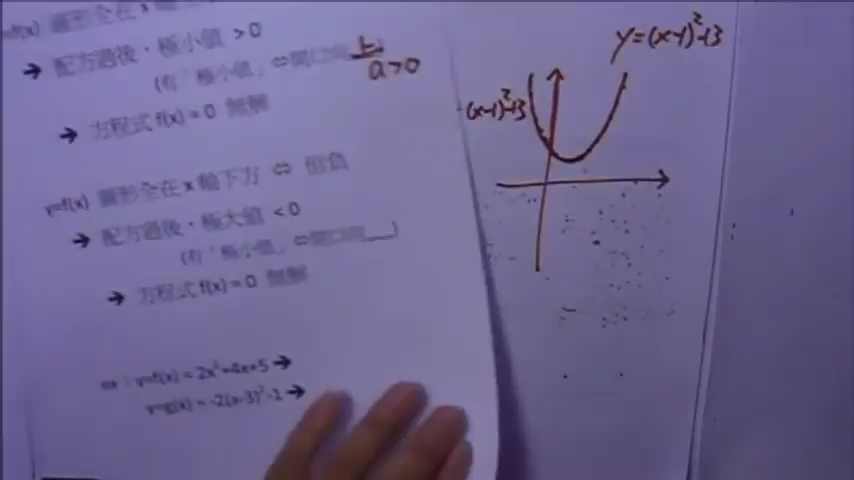 y=f(x) 圖形全在 x 軸
➔ 配方過後，極小值 > 0
(有「極小值」⇔ 開口向上
a>0
➔ 方程式 f(x) = 0 無解
y=f(x) 圖形全在 x 軸下方 ⇔ 恒負
➔ 配方過後，極大值 < 0
(有「極小值」⇔ 開口向
➔ 方程式 f(x) = 0 無解
y=f(x) = 2x²+4x+5 ➔
y=g(x) = -2(x-3)²-1 ➔
y=(x-1)²+3
(x-1)²+3